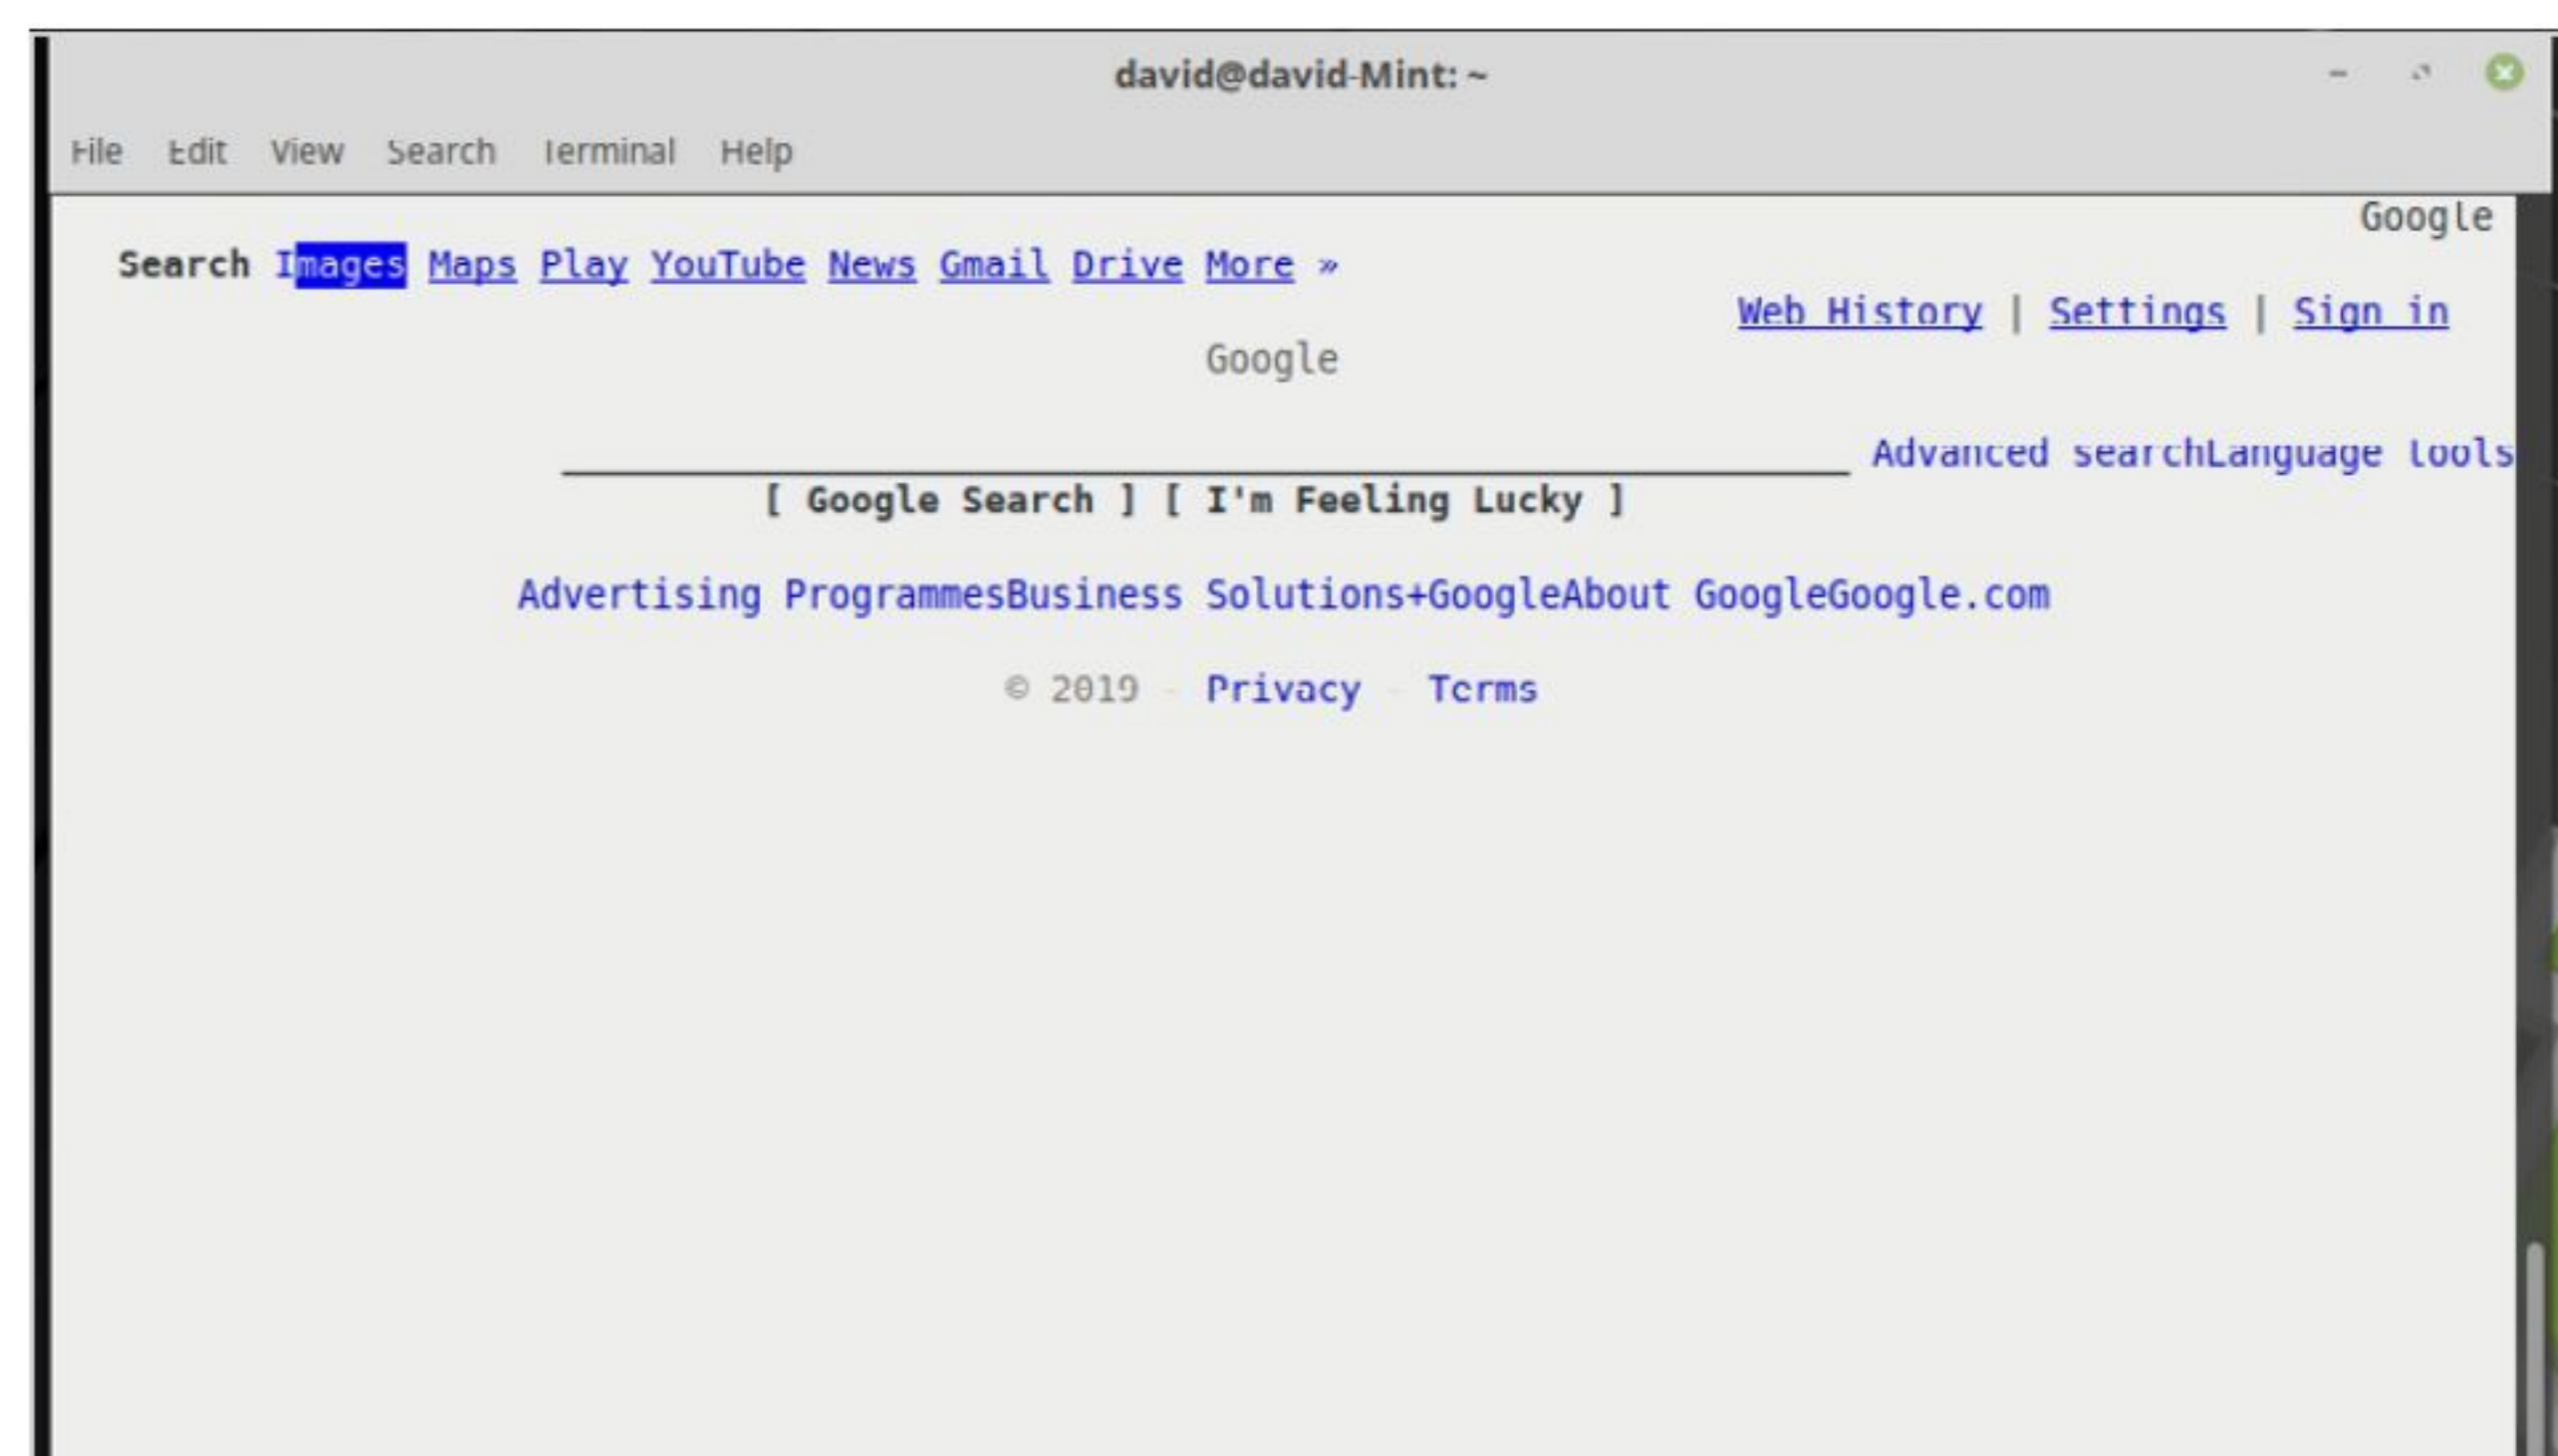 david@david-Mint: ~
File Edit View Search Terminal Help
Google
Search Images Maps Play YouTube News Gmail Drive More »
Web History | Settings | Sign in
Google
Advanced searchLanguage tools
[ Google Search ] [ I'm Feeling Lucky ]
Advertising ProgrammesBusiness Solutions+GoogleAbout GoogleGoogle.com
© 2019 - Privacy - Terms